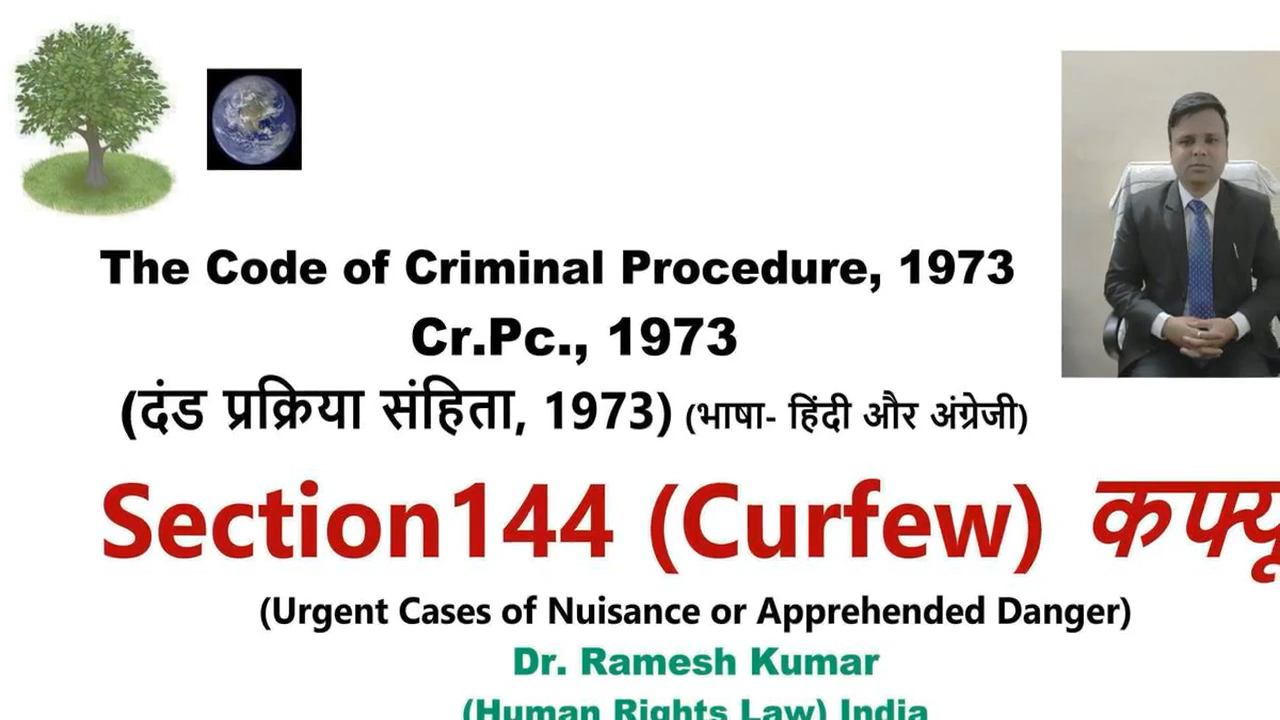 The Code of Criminal Procedure, 1973
Cr.Pc., 1973
(दंड प्रक्रिया संहिता, 1973) (भाषा- हिंदी और अंग्रेजी)
Section144 (Curfew)
(Urgent Cases of Nuisance or Apprehended Danger)
Dr. Ramesh Kumar
(Human Rights Law) India